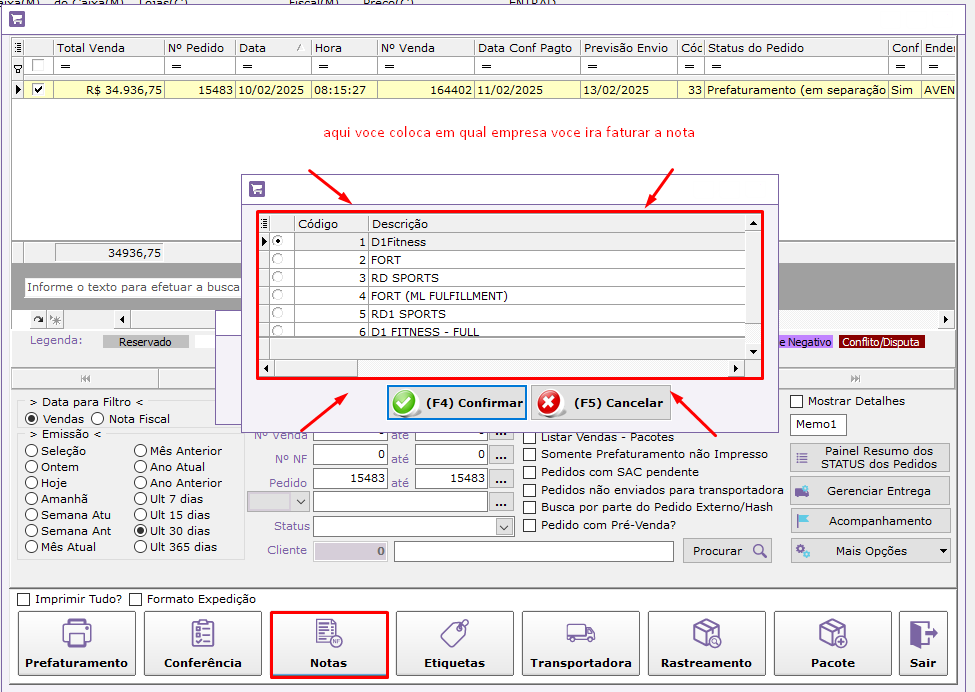 Total Venda Nº Pedido Data Hora Nº Venda Data Conf Pagto Previsão Envio Cóc Status do Pedido Conf Ender
= = = = = = = = = = =
R$ 34.936,75 15483 10/02/2025 08:15:27 164402 11/02/2025 13/02/2025 33 Prefaturamento (em separação Sim AVEN
aqui voce coloca em qual empresa voce ira faturar a nota
Código Descrição
1 D1Fitness
2 FORT
3 RD SPORTS
4 FORT (ML FULFILLMENT)
5 RD1 SPORTS
6 D1 FITNESS - FULL
(F4) Confirmar (F5) Cancelar
34936,75
Informe o texto para efetuar a busca
Legenda: Reservado e Negativo Conflito/Disputa
> Data para Filtro <
Vendas Nota Fiscal
> Emissão <
Seleção Mês Anterior
Ontem Ano Atual
Hoje Ano Anterior
Amanhã Ult 7 dias
Semana Atu Ult 15 dias
Semana Ant Ult 30 dias
Mês Atual Ult 365 dias
Nº Venda 0 até 0 ...
Nº NF 0 até 0 ...
Pedido 15483 até 15483 ...
...
Status
Cliente 0
Procurar
Listar Vendas - Pacotes
Somente Prefaturamento não Impresso
Pedidos com SAC pendente
Pedidos não enviados para transportadora
Busca por parte do Pedido Externo/Hash
Pedido com Pré-Venda?
Mostrar Detalhes
Memo1
Painel Resumo dos
STATUS dos Pedidos
Gerenciar Entrega
Acompanhamento
Mais Opções
Imprimir Tudo? Formato Expedição
Prefaturamento Conferência Notas Etiquetas Transportadora Rastreamento Pacote Sair